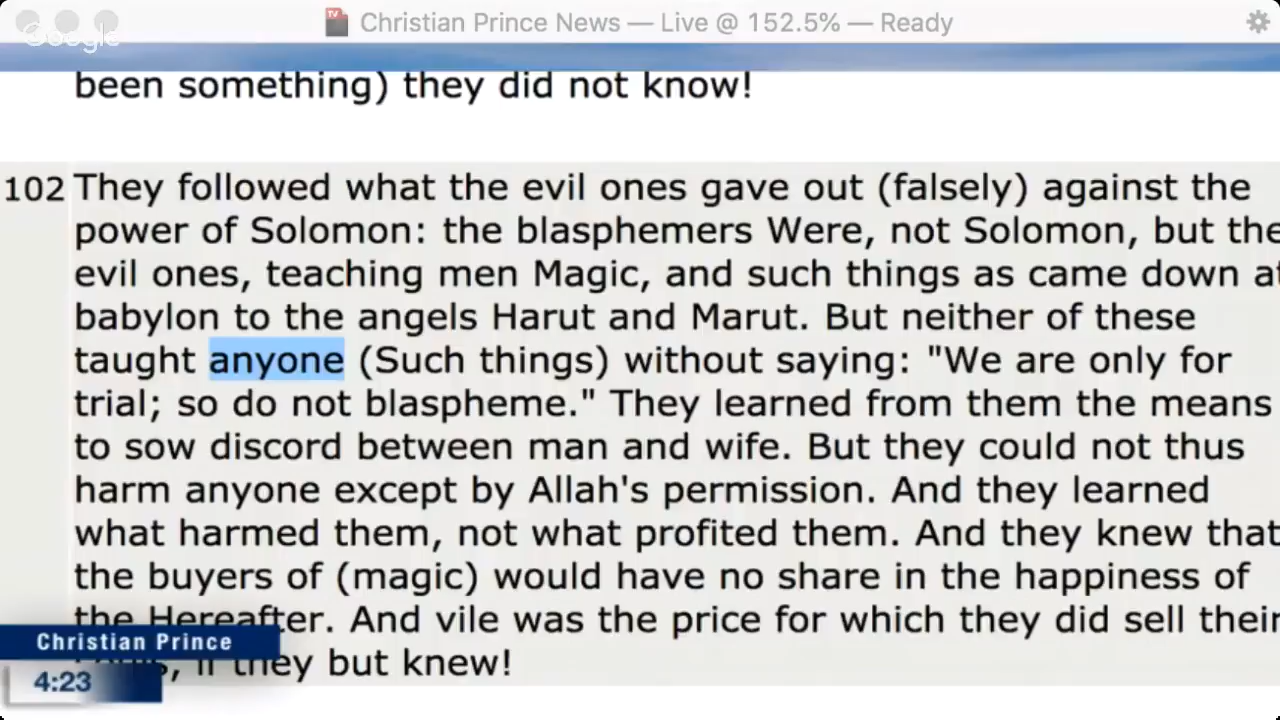 Christian Prince News — Live @ 152.5% — Ready
Google
been something) they did not know!
102 They followed what the evil ones gave out (falsely) against the
power of Solomon: the blasphemers Were, not Solomon, but the
evil ones, teaching men Magic, and such things as came down at
babylon to the angels Harut and Marut. But neither of these
taught anyone (Such things) without saying: "We are only for
trial; so do not blaspheme." They learned from them the means
to sow discord between man and wife. But they could not thus
harm anyone except by Allah's permission. And they learned
what harmed them, not what profited them. And they knew that
the buyers of (magic) would have no share in the happiness of
the Hereafter. And vile was the price for which they did sell their
if they but knew!
Christian Prince
4:23